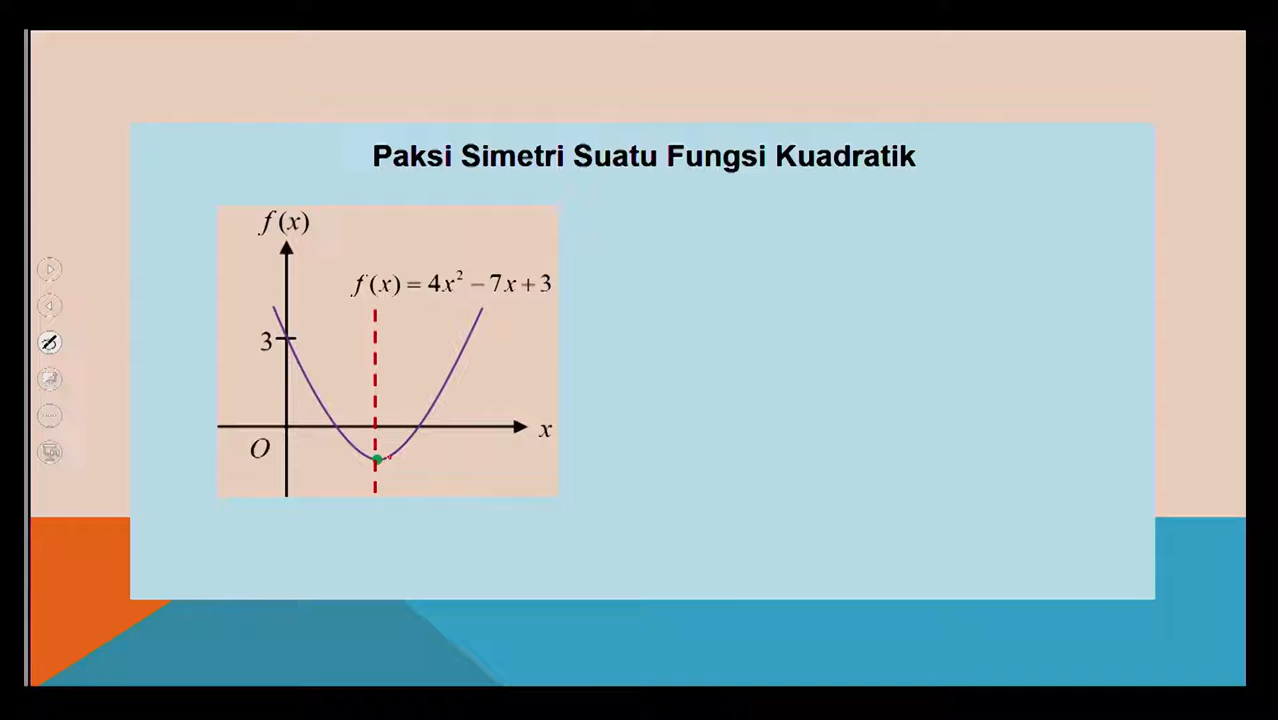 Paksi Simetri Suatu Fungsi Kuadratik
f (x)
f (x) = 4x² − 7x + 3
3
x
O